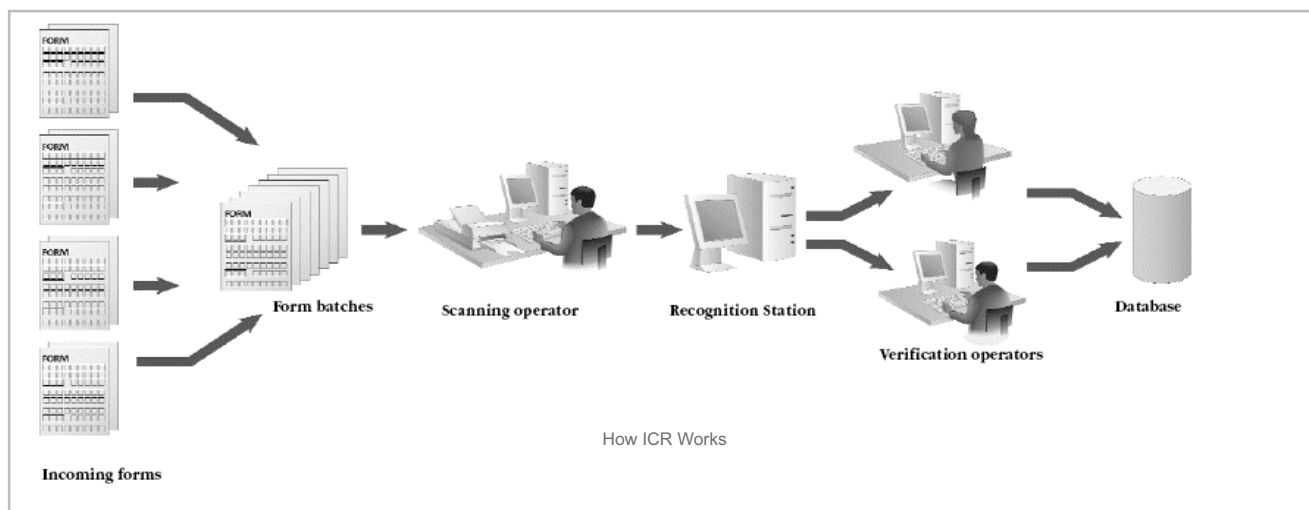 FORM
FORM
FORM
FORM
FORM
Form batches
Scanning operator
Recognition Station
Verification operators
Database
How ICR Works
Incoming forms